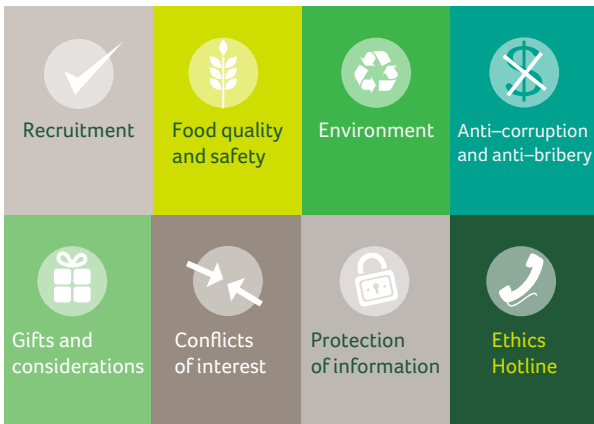 Recruitment
Food quality
and safety
Environment
Anti–corruption
and anti–bribery
Gifts and
considerations
Conflicts
of interest
Protection
of information
Ethics
Hotline